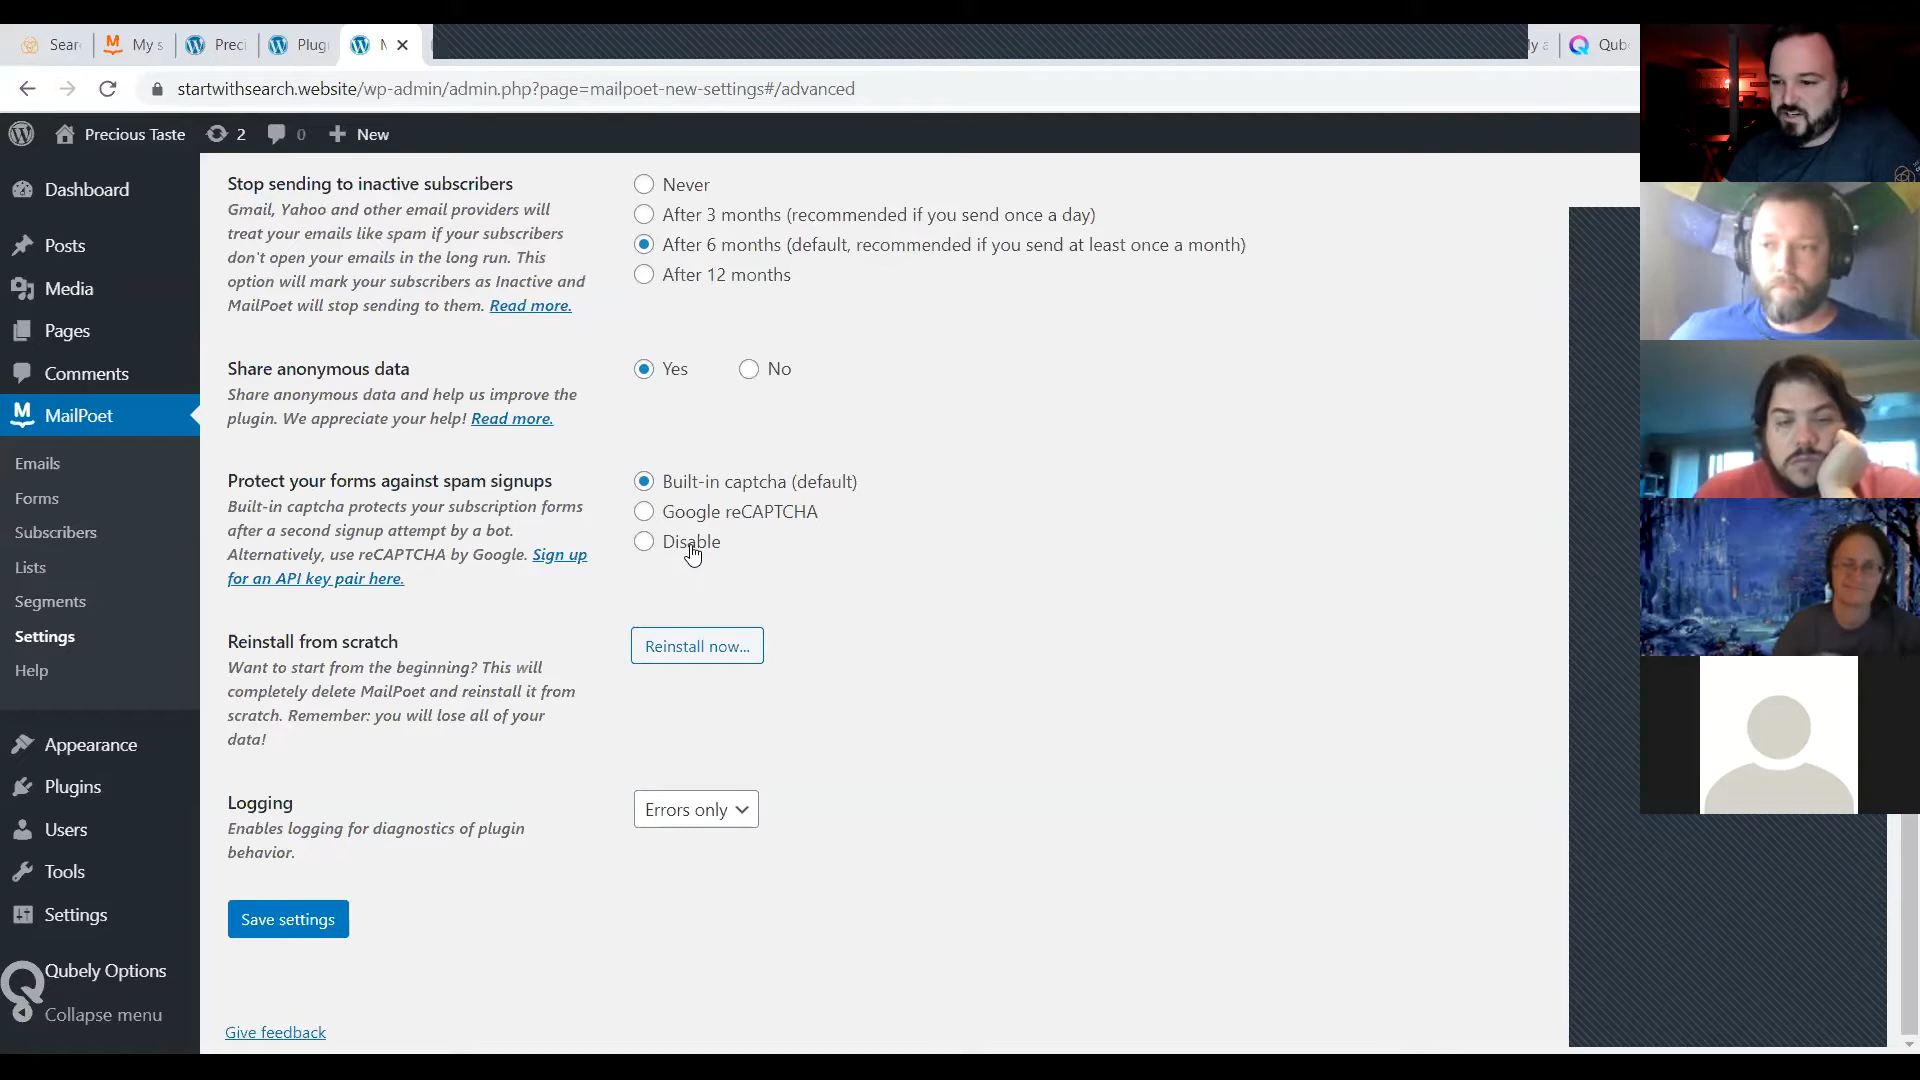 Sear
My s
Preci
Plugi
ly a
Qub
startwithsearch.website/wp-admin/admin.php?page=mailpoet-new-settings#/advanced
Precious Taste
2
0
New
Dashboard
Posts
Media
Pages
Comments
MailPoet
Emails
Forms
Subscribers
Lists
Segments
Settings
Help
Appearance
Plugins
Users
Tools
Settings
Qubely Options
Collapse menu
Stop sending to inactive subscribers
Gmail, Yahoo and other email providers will
treat your emails like spam if your subscribers
don't open your emails in the long run. This
option will mark your subscribers as Inactive and
MailPoet will stop sending to them. Read more.
Never
After 3 months (recommended if you send once a day)
After 6 months (default, recommended if you send at least once a month)
After 12 months
Share anonymous data
Share anonymous data and help us improve the
plugin. We appreciate your help! Read more.
Yes
No
Protect your forms against spam signups
Built-in captcha protects your subscription forms
after a second signup attempt by a bot.
Alternatively, use reCAPTCHA by Google. Sign up
for an API key pair here.
Built-in captcha (default)
Google reCAPTCHA
Disable
Reinstall from scratch
Want to start from the beginning? This will
completely delete MailPoet and reinstall it from
scratch. Remember: you will lose all of your
data!
Reinstall now...
Logging
Enables logging for diagnostics of plugin
behavior.
Errors only
Save settings
Give feedback